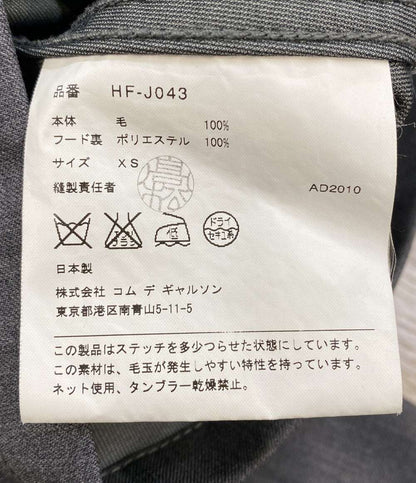 品番 HF-J043
本体 毛 100%
フード裏 ポリエステル 100%
サイズ XS
縫製責任者
AD2010
低 ドライ
セキユ系
日本製
株式会社 コム デ ギャルソン
東京都港区南青山5-11-5
この製品はステッチを多少つらせた状態にしています。
この素材は、毛玉が発生しやすい特性を持っています。
ネット使用、タンブラー乾燥禁止。